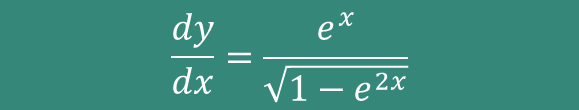 dy/dx = e^x/√(1 − e^(2x))